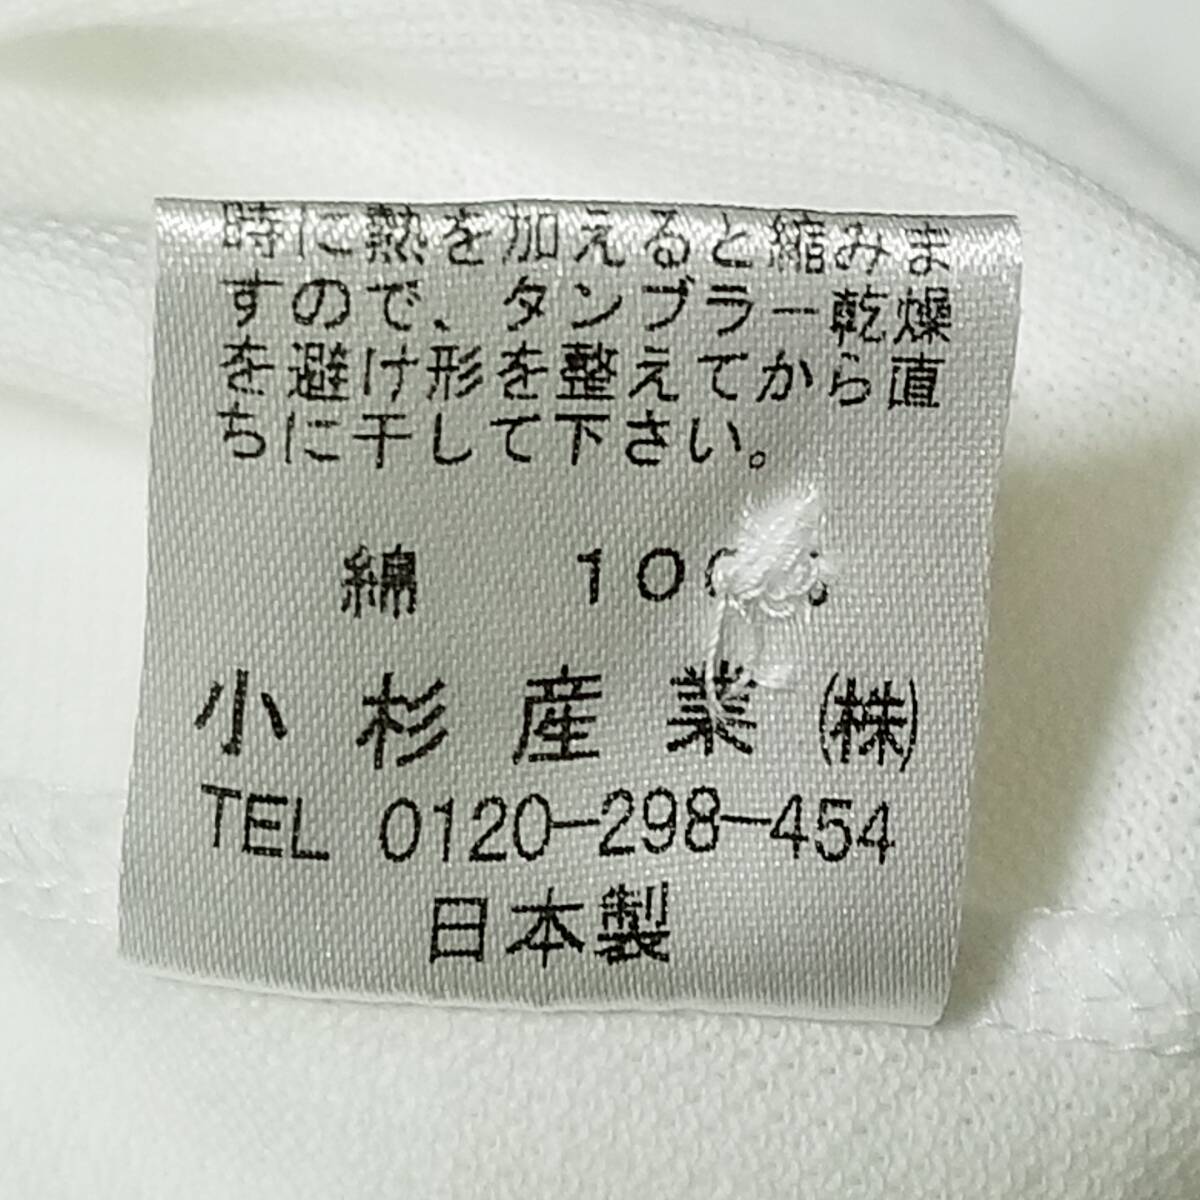 時に熱を加えると縮みま
すので、タンブラー乾燥
を避け形を整えてから直
ちに干して下さい。
綿 100%
小杉産業(株)
TEL 0120-298-454
日本製